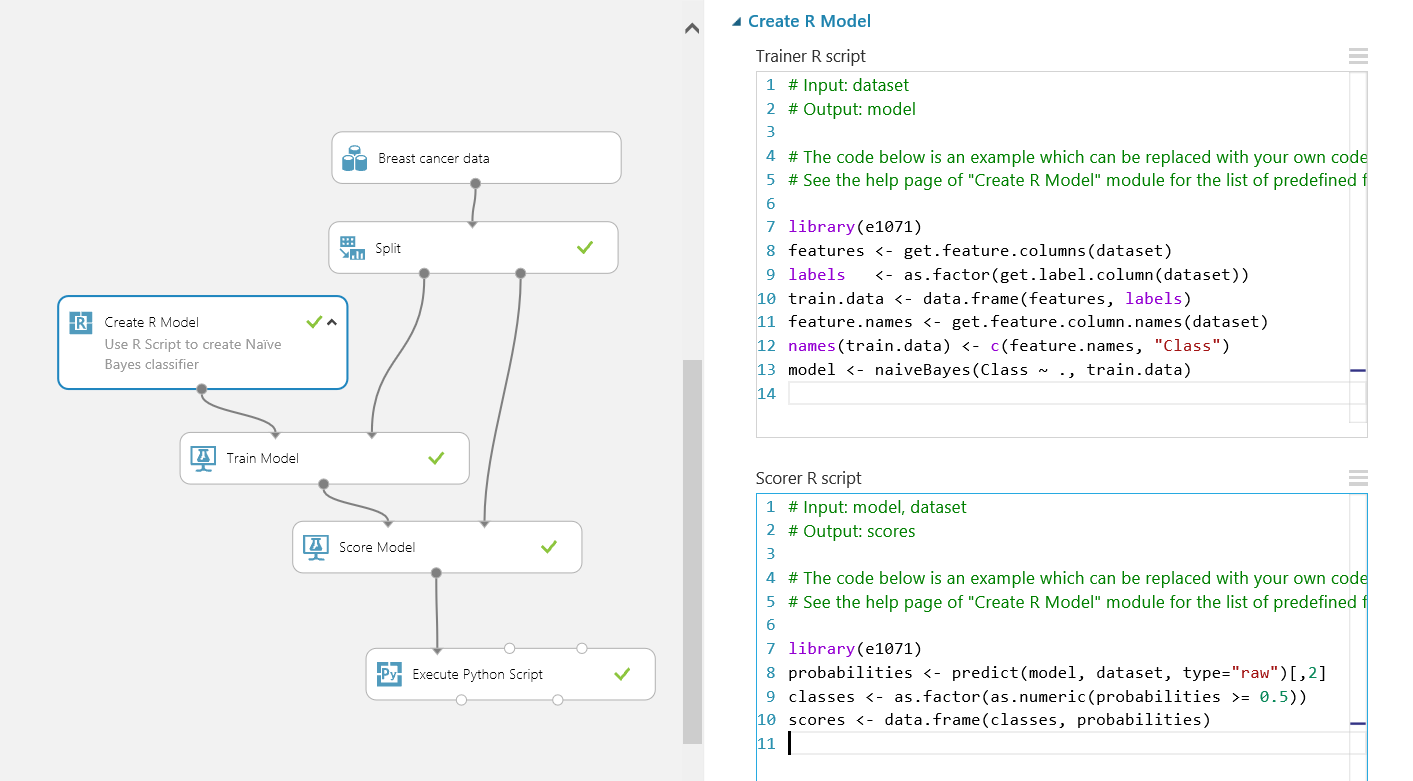 Breast cancer data
Split
Create R Model
Use R Script to create Naïve
Bayes classifier
Train Model
Score Model
Py
Execute Python Script
R
Create R Model
Trainer R script
1 # Input: dataset
2 # Output: model
3
4 # The code below is an example which can be replaced with your own code
5 # See the help page of "Create R Model" module for the list of predefined f
6
7 library(e1071)
8 features <- get.feature.columns(dataset)
9 labels   <- as.factor(get.label.column(dataset))
10 train.data <- data.frame(features, labels)
11 feature.names <- get.feature.column.names(dataset)
12 names(train.data) <- c(feature.names, "Class")
13 model <- naiveBayes(Class ~ ., train.data)
14
Scorer R script
1 # Input: model, dataset
2 # Output: scores
3
4 # The code below is an example which can be replaced with your own code
5 # See the help page of "Create R Model" module for the list of predefined f
6
7 library(e1071)
8 probabilities <- predict(model, dataset, type="raw")[,2]
9 classes <- as.factor(as.numeric(probabilities >= 0.5))
10 scores <- data.frame(classes, probabilities)
11